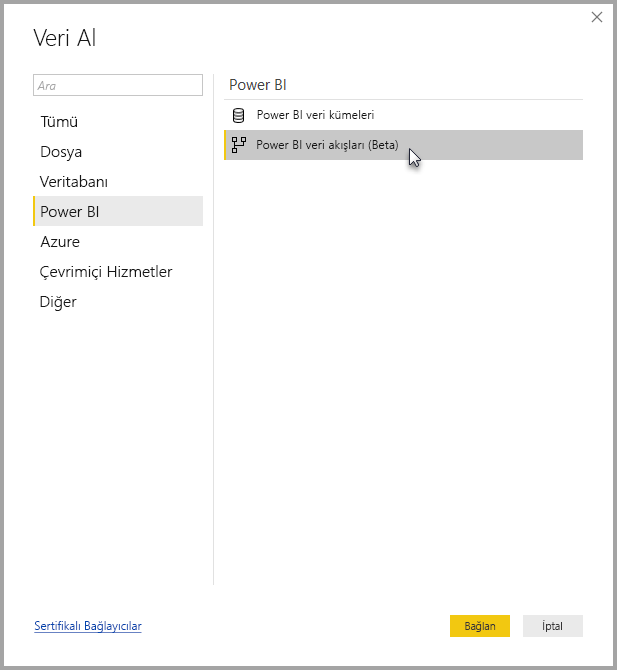 Veri Al
Ara
Tümü
Dosya
Veritabanı
Power BI
Azure
Çevrimiçi Hizmetler
Diğer
Power BI
Power BI veri kümeleri
Power BI veri akışları (Beta)
Sertifikalı Bağlayıcılar
Bağlan
İptal